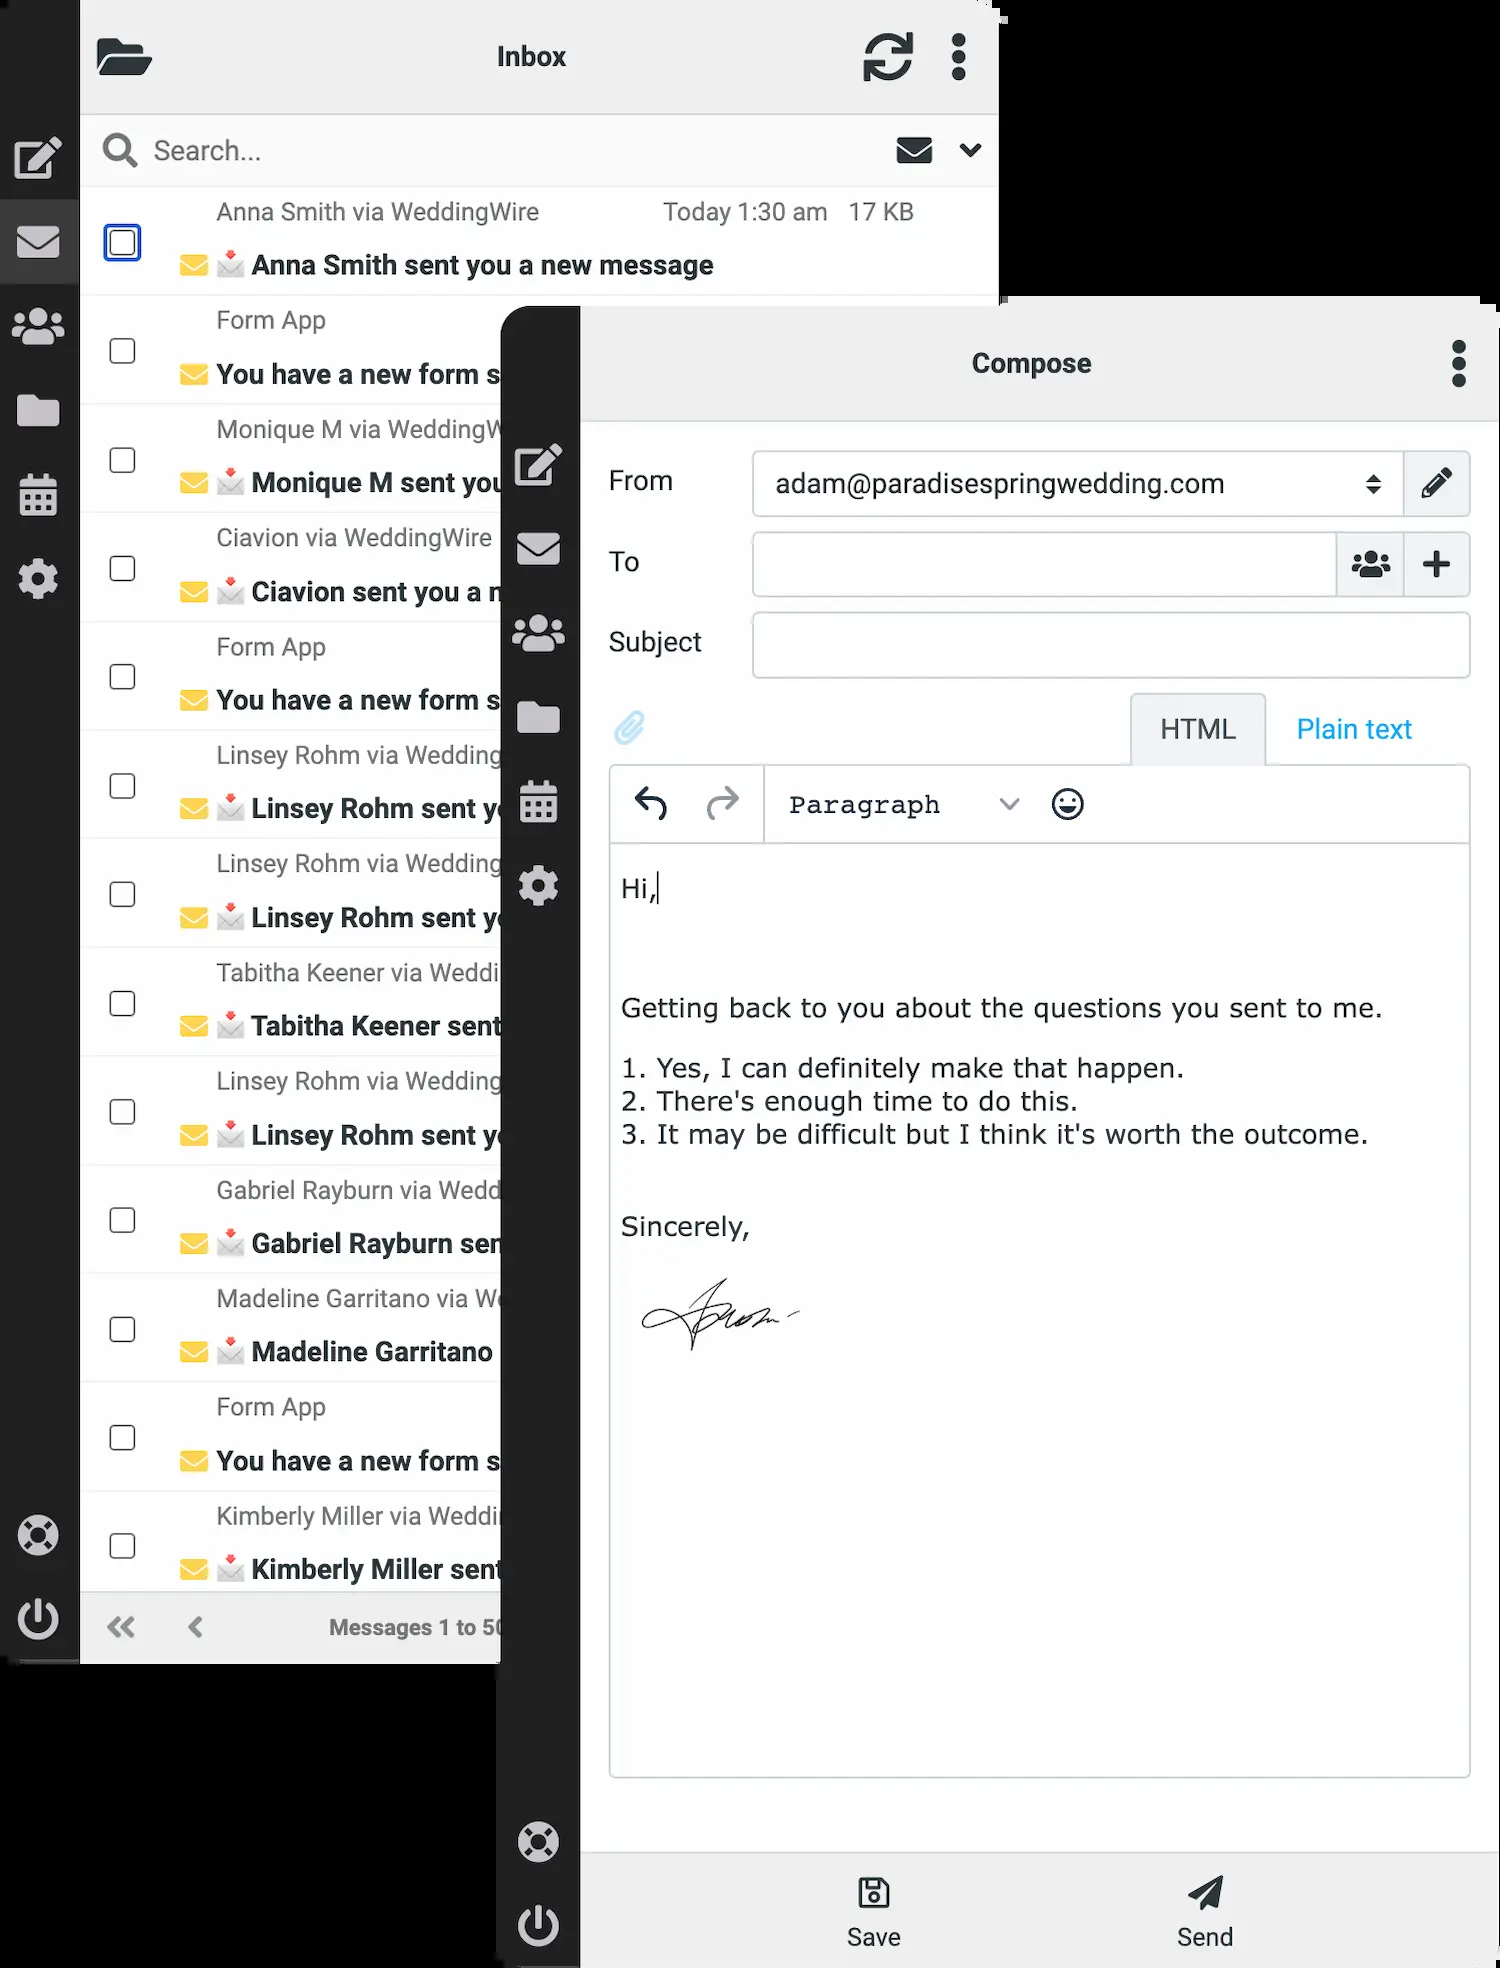 Inbox
Search...
Anna Smith via WeddingWire Today 1:30 am 17 KB
Anna Smith sent you a new message
Form App
You have a new form s
Monique M via WeddingW
Monique M sent you
Ciavion via WeddingWire
Ciavion sent you a n
Form App
You have a new form s
Linsey Rohm via Wedding
Linsey Rohm sent y
Linsey Rohm via Wedding
Linsey Rohm sent y
Tabitha Keener via Weddi
Tabitha Keener sent
Linsey Rohm via Wedding
Linsey Rohm sent y
Gabriel Rayburn via Wedd
Gabriel Rayburn sen
Madeline Garritano via W
Madeline Garritano
Form App
You have a new form s
Kimberly Miller via Weddi
Kimberly Miller sent
Messages 1 to 50
Compose
From adam@paradisespringwedding.com
To
Subject
HTML Plain text
Paragraph
Hi,
Getting back to you about the questions you sent to me.
1. Yes, I can definitely make that happen.
2. There's enough time to do this.
3. It may be difficult but I think it's worth the outcome.
Sincerely,
Save Send